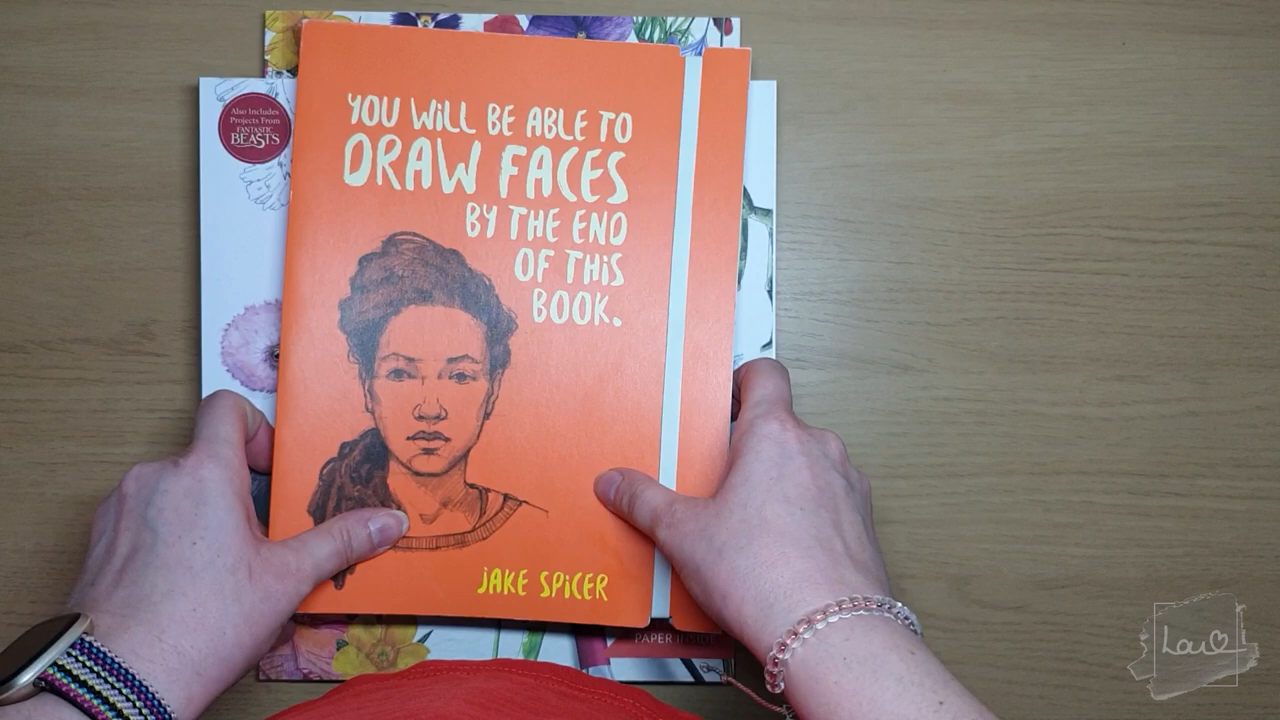 Also Includes
Projects From
FANTASTIC
BEASTS
YOU WILL BE ABLE TO
DRAW FACES
BY THE END
OF THIS
BOOK.
JAKE SPICER
PAPER INSIDE